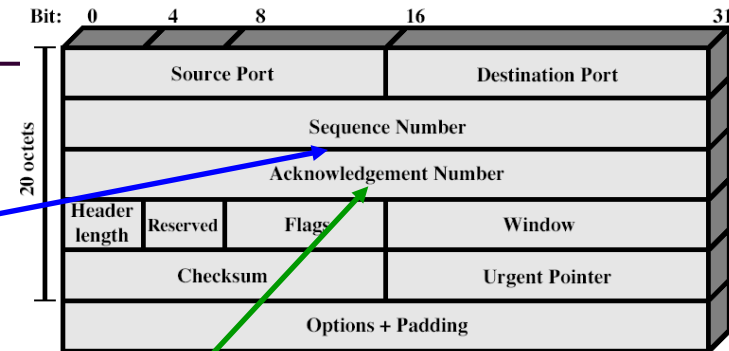 Bit: 0 4 8 16 31
Source Port Destination Port
Sequence Number
Acknowledgement Number
Header length Reserved Flags Window
Checksum Urgent Pointer
Options + Padding
20 octets